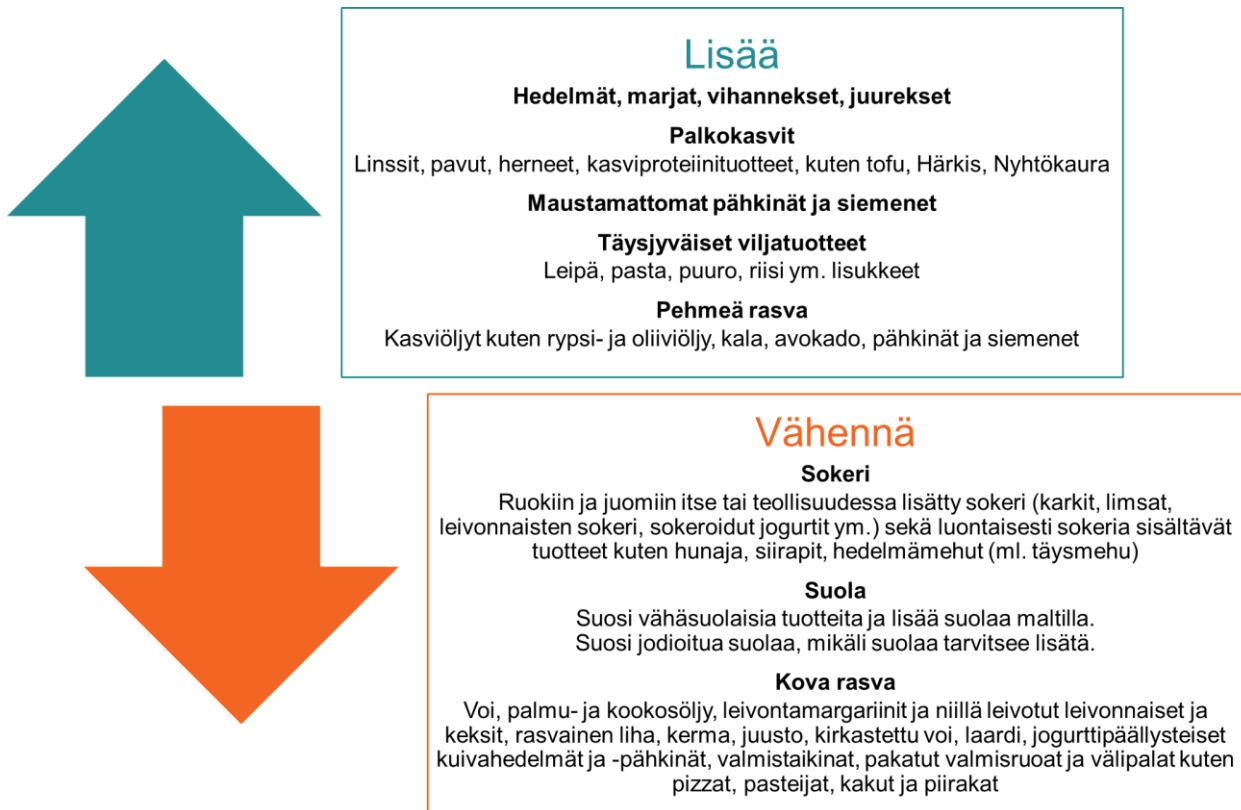 Lisää
Hedelmät, marjat, vihannekset, juurekset
Palkokasvit
Linssit, pavut, herneet, kasviproteiinituotteet, kuten tofu, Härkis, Nyhtökaura
Maustamattomat pähkinät ja siemenet
Täysjyväiset viljatuotteet
Leipä, pasta, puuro, riisi ym. lisukkeet
Pehmeä rasva
Kasviöljyt kuten rypsi- ja oliiviöljy, kala, avokado, pähkinät ja siemenet
Vähennä
Sokeri
Ruokiin ja juomiin itse tai teollisuudessa lisätty sokeri (karkit, limsat,
leivonnaisten sokeri, sokeroidut jogurtit ym.) sekä luontaisesti sokeria sisältävät
tuotteet kuten hunaja, siirapit, hedelmämehut (ml. täysmehu)
Suola
Suosi vähäsuolaisia tuotteita ja lisää suolaa maltilla.
Suosi jodioitua suolaa, mikäli suolaa tarvitsee lisätä.
Kova rasva
Voi, palmu- ja kookosöljy, leivontamargariinit ja niillä leivotut leivonnaiset ja
keksit, rasvainen liha, kerma, juusto, kirkastettu voi, laardi, jogurttipäällysteiset
kuivahedelmät ja -pähkinät, valmistaikinat, pakatut valmisruoat ja välipalat kuten
pizzat, pasteijat, kakut ja piirakat